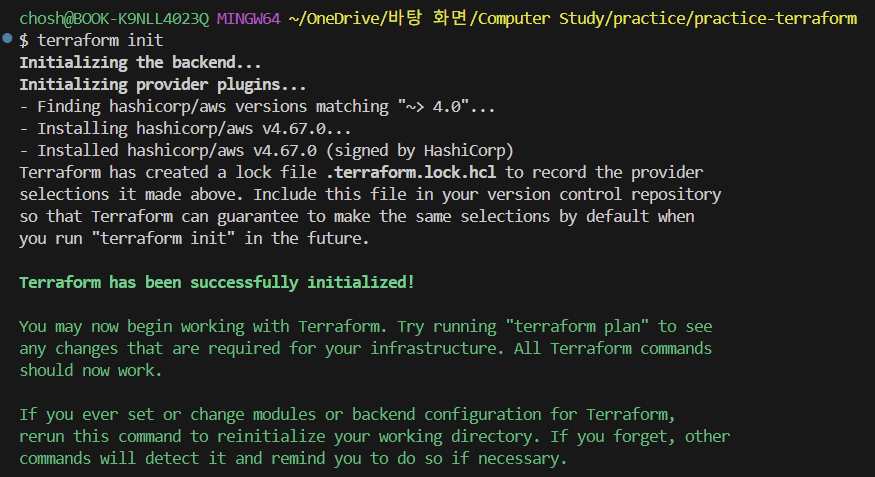 chosh@BOOK-K9NLL4023Q MINGW64 ~/OneDrive/바탕 화면/Computer Study/practice/practice-terraform
$ terraform init
Initializing the backend...
Initializing provider plugins...
- Finding hashicorp/aws versions matching "~> 4.0"...
- Installing hashicorp/aws v4.67.0...
- Installed hashicorp/aws v4.67.0 (signed by HashiCorp)
Terraform has created a lock file .terraform.lock.hcl to record the provider
selections it made above. Include this file in your version control repository
so that Terraform can guarantee to make the same selections by default when
you run "terraform init" in the future.
Terraform has been successfully initialized!
You may now begin working with Terraform. Try running "terraform plan" to see
any changes that are required for your infrastructure. All Terraform commands
should now work.
If you ever set or change modules or backend configuration for Terraform,
rerun this command to reinitialize your working directory. If you forget, other
commands will detect it and remind you to do so if necessary.